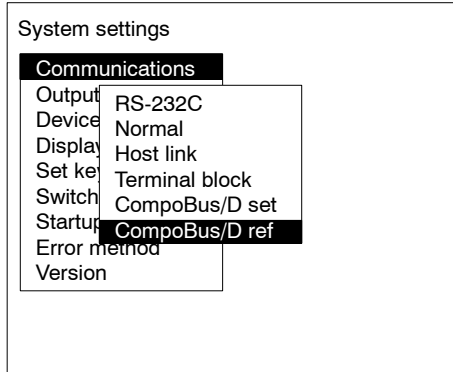 System settings
Communications
Output
Device
Display
Set key
Switch
Startup
Error method
Version
RS-232C
Normal
Host link
Terminal block
CompoBus/D set
CompoBus/D ref